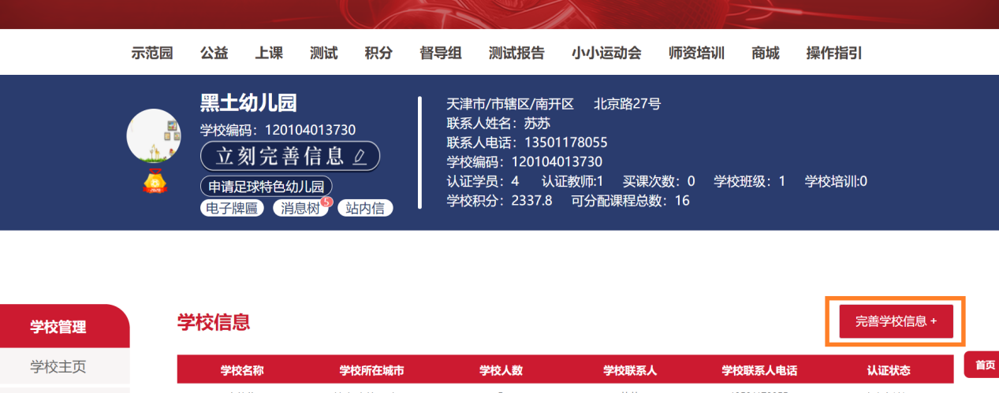 示范园 公益 上课 测试 积分 督导组 测试报告 小小运动会 师资培训 商城 操作指引
黑土幼儿园
学校编码：120104013730
立刻完善信息
申请足球特色幼儿园
电子牌匾 消息树 5 站内信
天津市/市辖区/南开区 北京路27号
联系人姓名：苏苏
联系人电话：13501178055
学校编码：120104013730
认证学员：4 认证教师:1 买课次数：0 学校班级：1 学校培训:0
学校积分：2337.8 可分配课程总数：16
学校管理
学校主页
学校信息
完善学校信息 +
学校名称 学校所在城市 学校人数 学校联系人 学校联系人电话 认证状态
首页